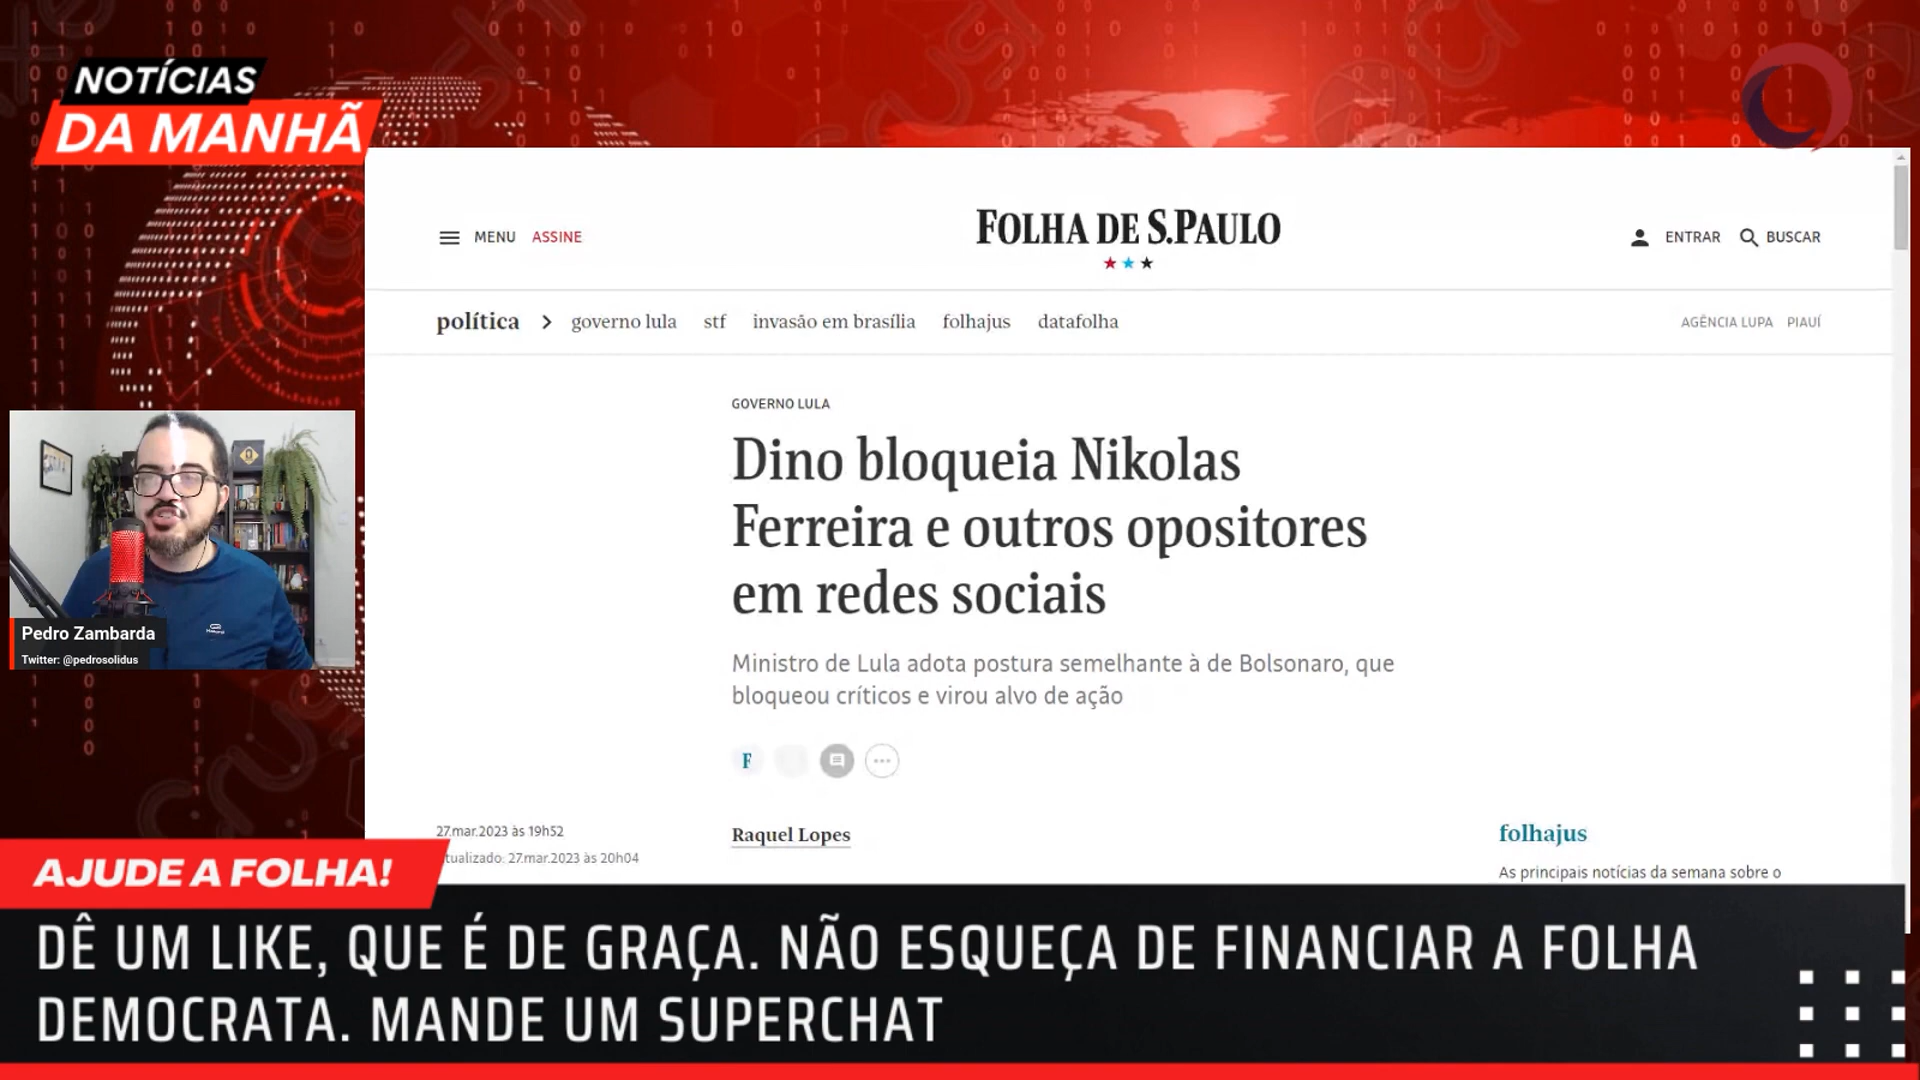 NOTÍCIAS
DA MANHÃ
MENU ASSINE
FOLHA DE S.PAULO
ENTRAR BUSCAR
política > governo lula stf invasão em brasília folhajus datafolha
AGÊNCIA LUPA PIAUÍ
GOVERNO LULA
Dino bloqueia Nikolas
Ferreira e outros opositores
em redes sociais
Ministro de Lula adota postura semelhante à de Bolsonaro, que
bloqueou críticos e virou alvo de ação
F
Pedro Zambarda
Twitter: @pedrosolidus
27.mar.2023 às 19h52
tualizado: 27.mar.2023 às 20h04
Raquel Lopes
folhajus
As principais notícias da semana sobre o
AJUDE A FOLHA!
DÊ UM LIKE, QUE É DE GRAÇA. NÃO ESQUEÇA DE FINANCIAR A FOLHA
DEMOCRATA. MANDE UM SUPERCHAT